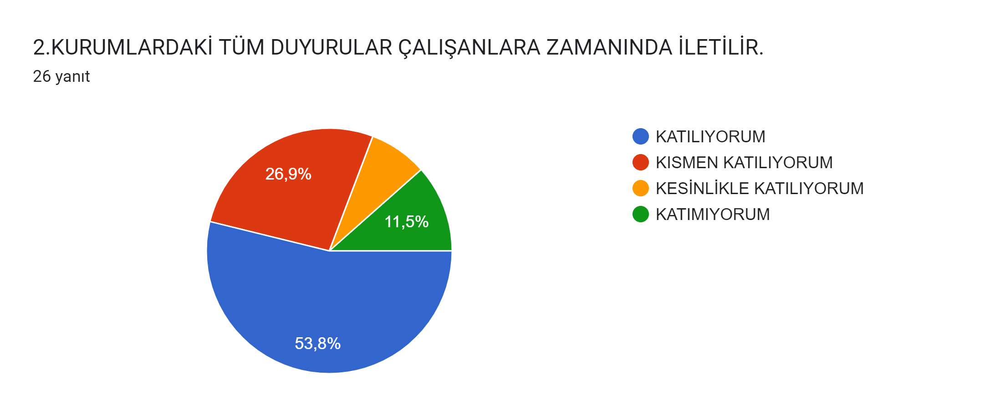 2.KURUMLARDAKİ TÜM DUYURULAR ÇALIŞANLARA ZAMANINDA İLETİLİR.
26 yanıt
KATILIYORUM
KISMEN KATILIYORUM
KESİNLİKLE KATILIYORUM
KATIMIYORUM
26,9%
11,5%
53,8%